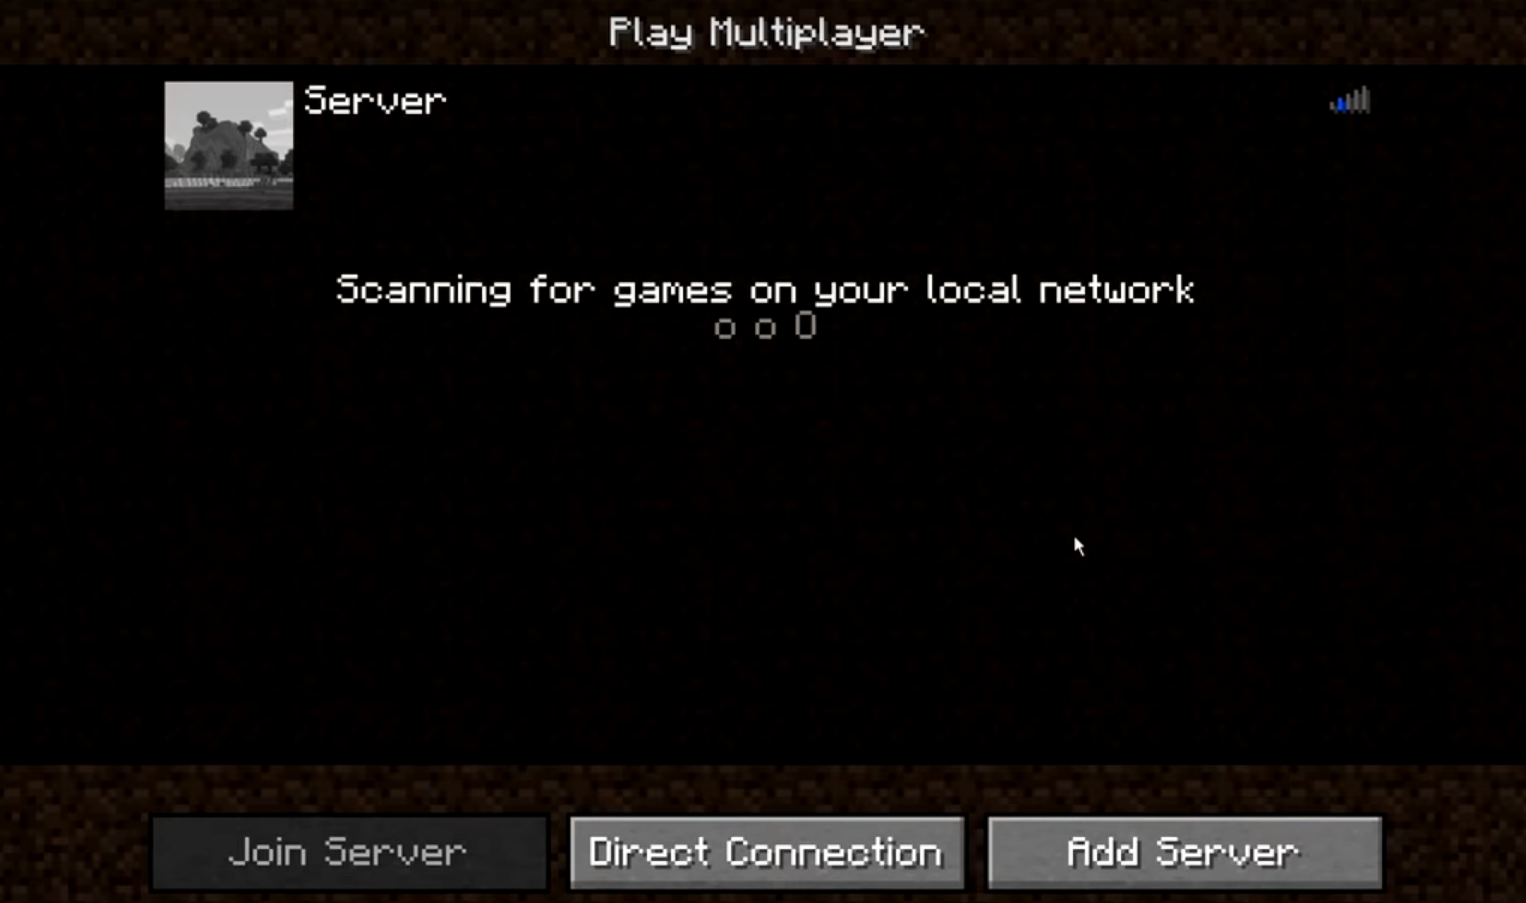 Play Multiplayer
Server
Scanning for games on your local network
o o O
Join Server
Direct Connection
Add Server